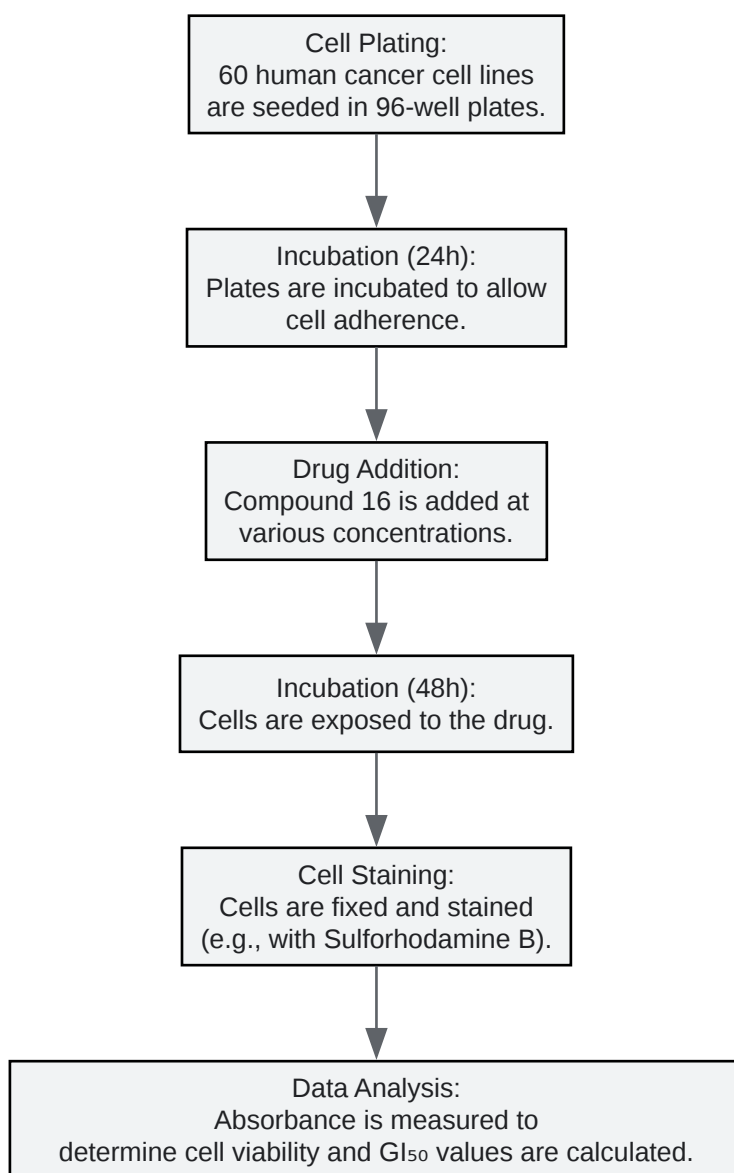 Cell Plating:
60 human cancer cell lines
are seeded in 96-well plates.
Incubation (24h):
Plates are incubated to allow
cell adherence.
Drug Addition:
Compound 16 is added at
various concentrations.
Incubation (48h):
Cells are exposed to the drug.
Cell Staining:
Cells are fixed and stained
(e.g., with Sulforhodamine B).
Data Analysis:
Absorbance is measured to
determine cell viability and GI₅₀ values are calculated.